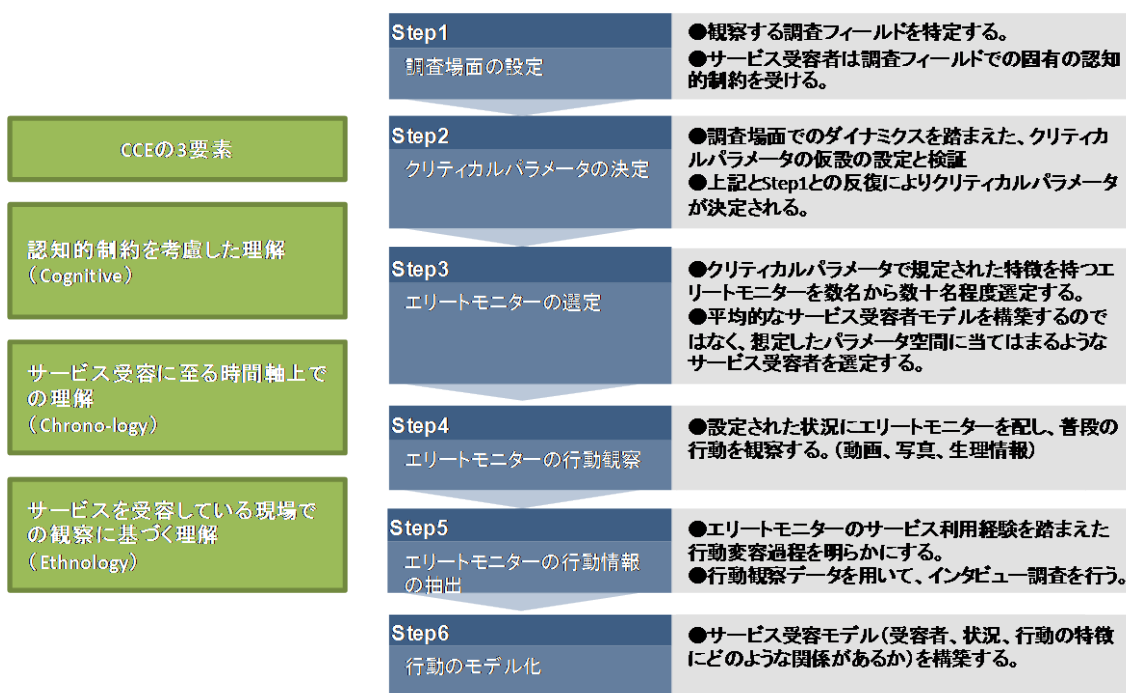 CCEの3要素
認知的制約を考慮した理解
(Cognitive)
サービス受容に至る時間軸上で
の理解
(Chrono-logy)
サービスを受容している現場で
の観察に基づく理解
(Ethnology)
Step1
調査場面の設定
●観察する調査フィールドを特定する。
●サービス受容者は調査フィールドでの固有の認知
的制約を受ける。
Step2
クリティカルパラメータの決定
●調査場面でのダイナミクスを踏まえた、クリティカ
ルパラメータの仮設の設定と検証
●上記とStep1との反復によりクリティカルパラメータ
が決定される。
Step3
エリートモニターの選定
●クリティカルパラメータで規定された特徴を持つエ
リートモニターを数名から数十名程度選定する。
●平均的なサービス受容者モデルを構築するので
はなく、想定したパラメータ空間に当てはまるような
サービス受容者を選定する。
Step4
エリートモニターの行動観察
●設定された状況にエリートモニターを配し、普段の
行動を観察する。(動画、写真、生理情報)
Step5
エリートモニターの行動情報
の抽出
●エリートモニターのサービス利用経験を踏まえた
行動変容過程を明らかにする。
●行動観察データを用いて、インタビュー調査を行う。
Step6
行動のモデル化
●サービス受容モデル(受容者、状況、行動の特徴
にどのような関係があるか)を構築する。